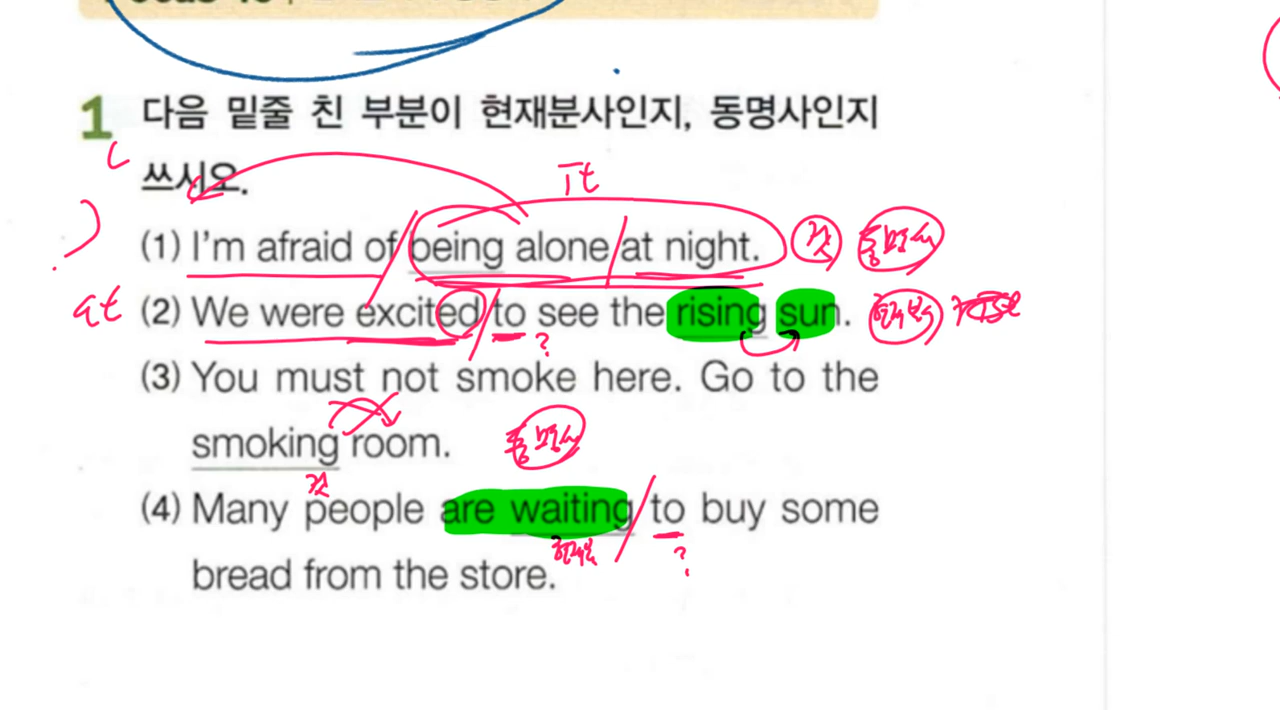 1 다음 밑줄 친 부분이 현재분사인지, 동명사인지
쓰시오.
It
(1) I'm afraid of being alone at night. 것 동명사
at (2) We were excited to see the rising sun. 현재분사
?
(3) You must not smoke here. Go to the
smoking room. 동명사
것
(4) Many people are waiting to buy some
?
bread from the store.